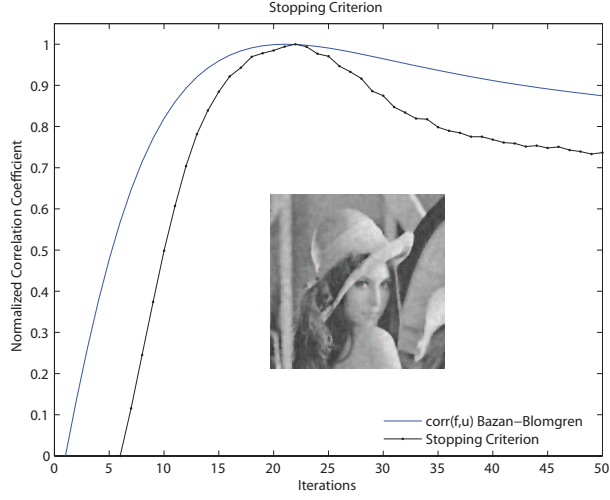 Stopping Criterion
Normalized Correlation Coefficient
1
0.9
0.8
0.7
0.6
0.5
0.4
0.3
0.2
0.1
0
0 5 10 15 20 25 30 35 40 45 50
Iterations
corr(f,u) Bazan−Blomgren
Stopping Criterion